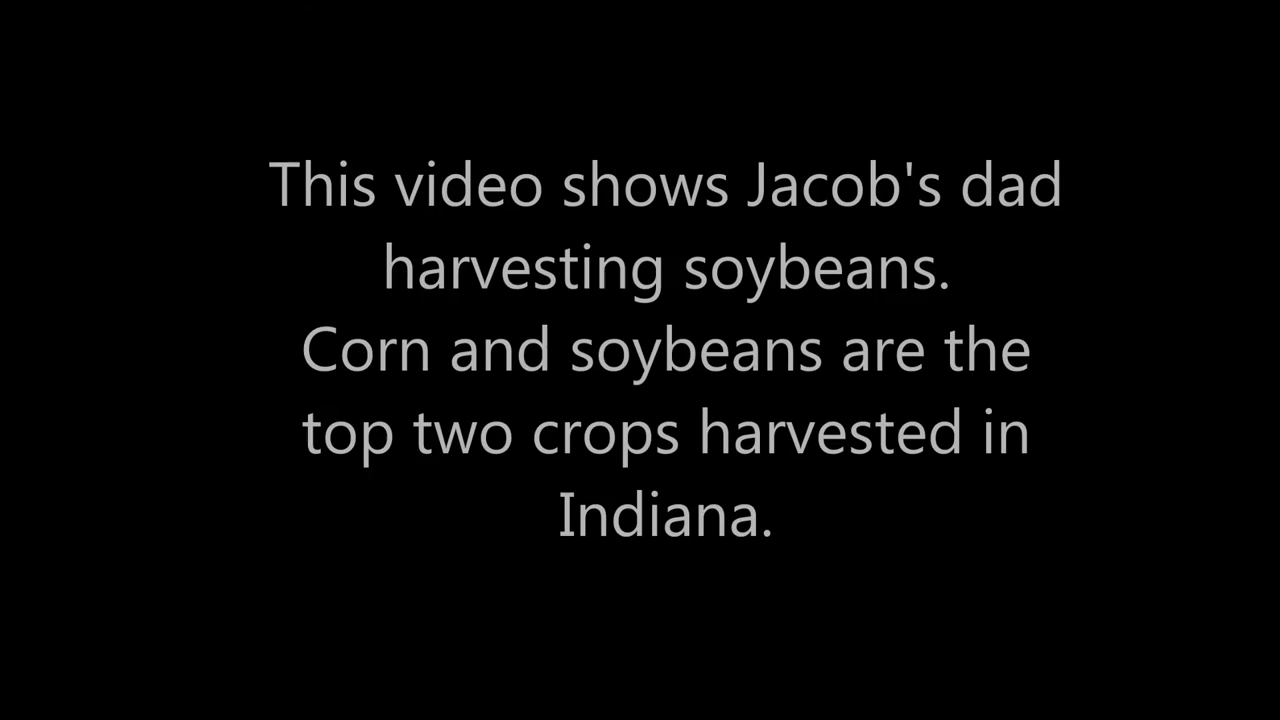 This video shows Jacob's dad
harvesting soybeans.
Corn and soybeans are the
top two crops harvested in
Indiana.